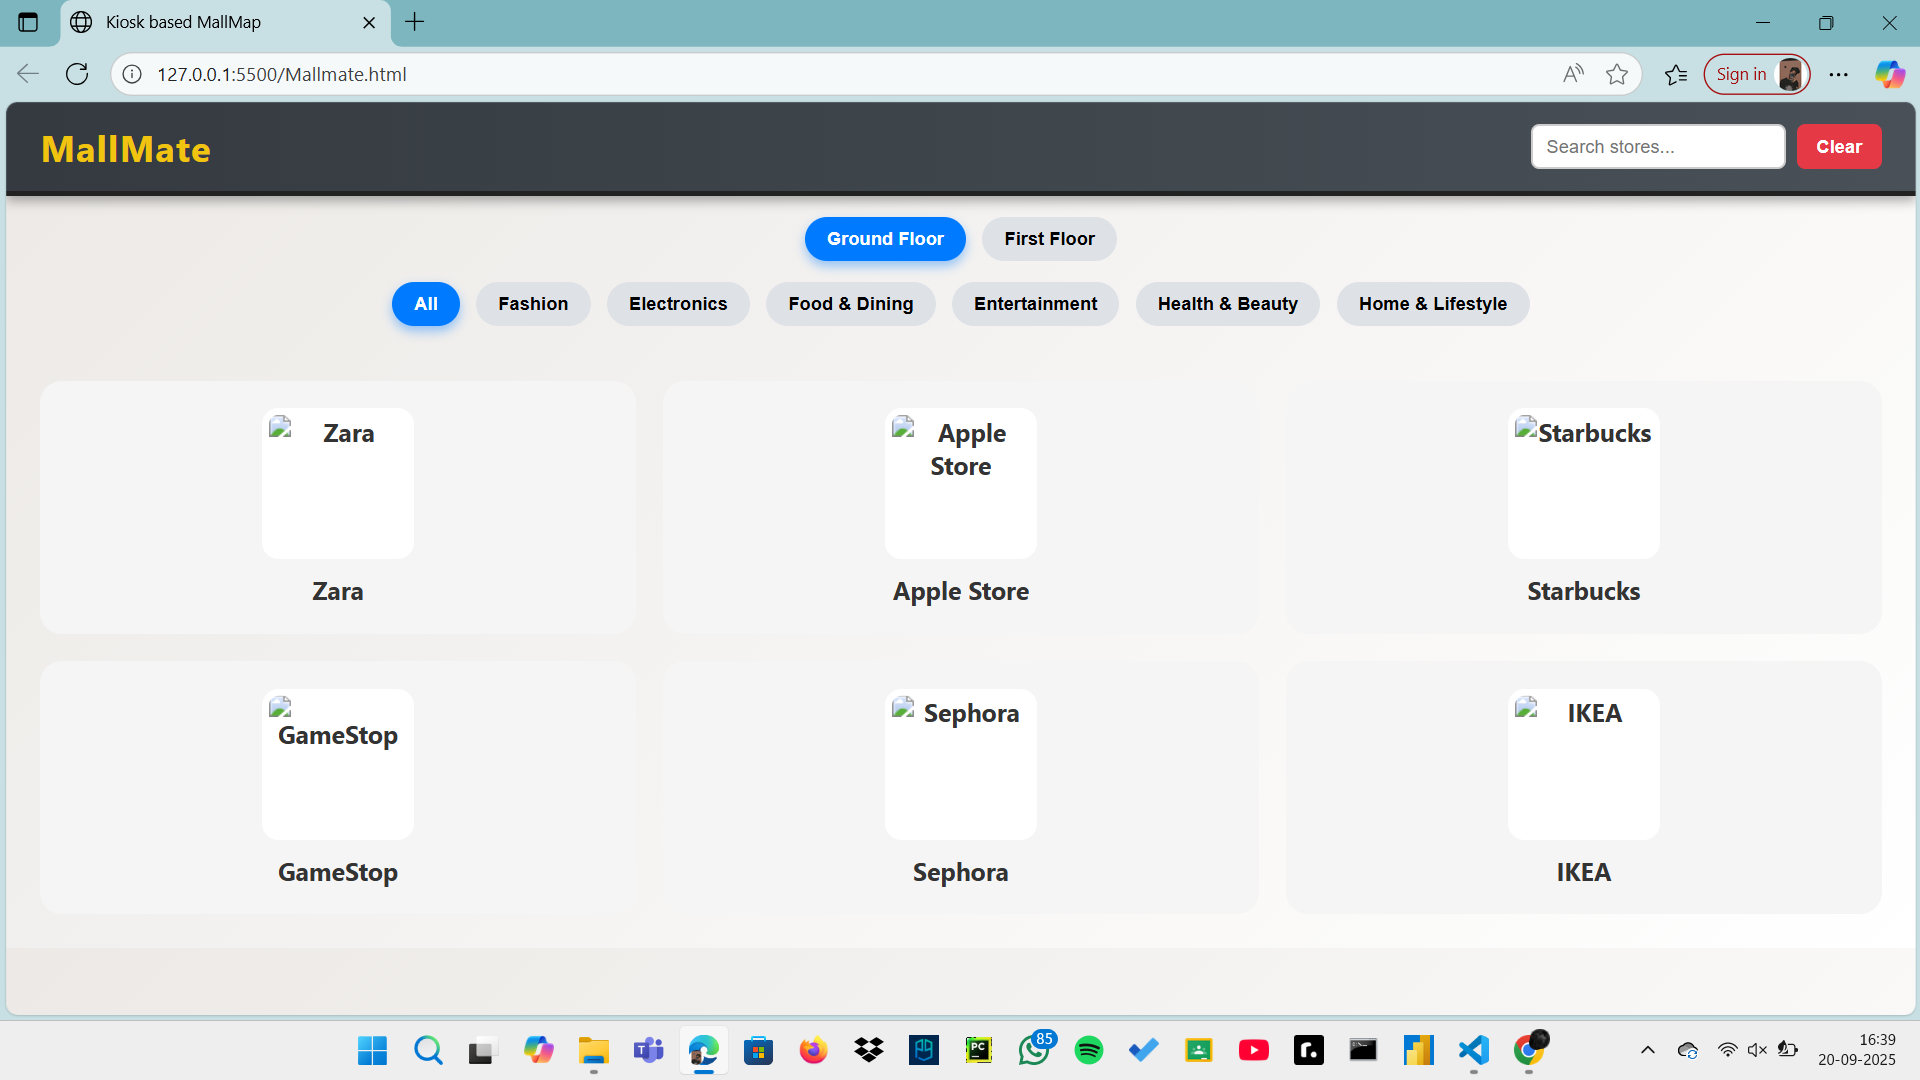 Kiosk based MallMap
127.0.0.1:5500/Mallmate.html
Sign in
MallMate
Search stores...
Clear
Ground Floor
First Floor
All
Fashion
Electronics
Food & Dining
Entertainment
Health & Beauty
Home & Lifestyle
Zara
Apple
Store
Starbucks
Zara
Apple Store
Starbucks
GameStop
Sephora
IKEA
GameStop
Sephora
IKEA
85
PC
16:39
20-09-2025